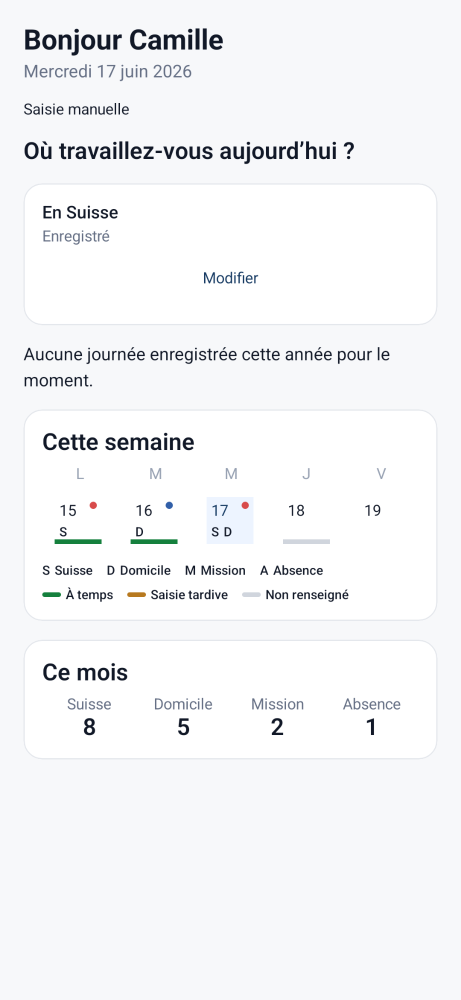 Bonjour Camille
Mercredi 17 juin 2026
Saisie manuelle
Où travaillez-vous aujourd’hui ?
En Suisse
Enregistré
Modifier
Aucune journée enregistrée cette année pour le
moment.
Cette semaine
L M M J V
15 16 17 18 19
S D S D
S Suisse D Domicile M Mission A Absence
À temps Saisie tardive Non renseigné
Ce mois
Suisse Domicile Mission Absence
8 5 2 1